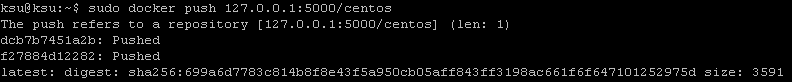 ksu@ksu:~$ sudo docker push 127.0.0.1:5000/centos
The push refers to a repository [127.0.0.1:5000/centos] (len: 1)
dcb7b7451a2b: Pushed
f27884d12282: Pushed
latest: digest: sha256:699a6d7783c814b8f8e43f5a950cb05aff843ff3198ac661f6f647101252975d size: 3591